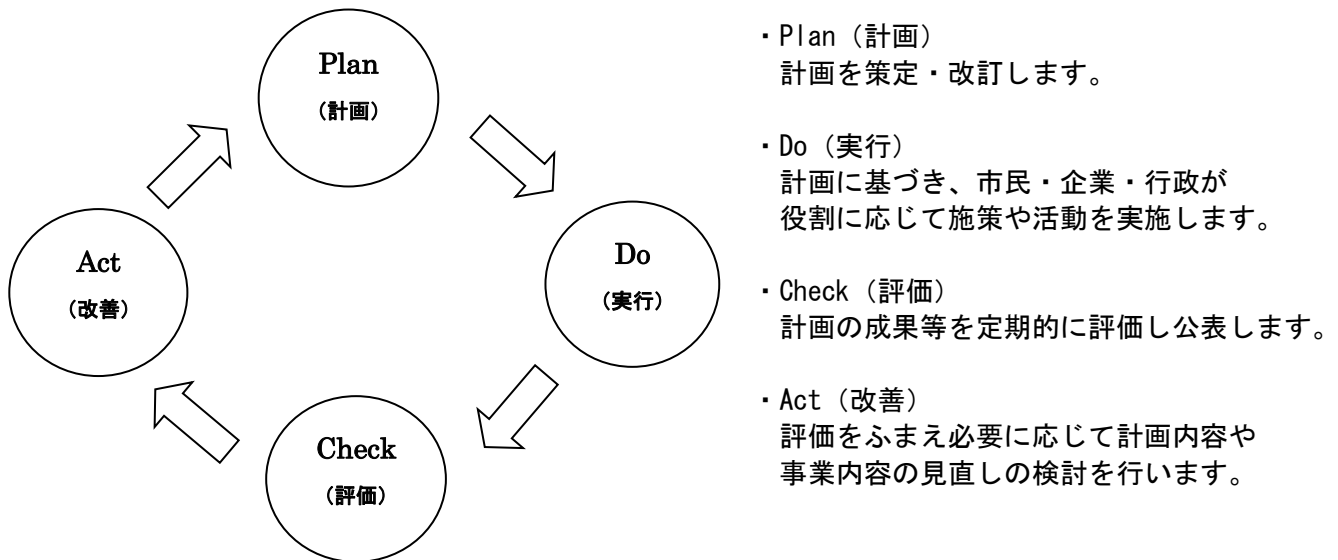 Plan
（計画）
Do
（実行）
Check
（評価）
Act
（改善）
・Plan（計画）
計画を策定・改訂します。
・Do（実行）
計画に基づき、市民・企業・行政が
役割に応じて施策や活動を実施します。
・Check（評価）
計画の成果等を定期的に評価し公表します。
・Act（改善）
評価をふまえ必要に応じて計画内容や
事業内容の見直しの検討を行います。